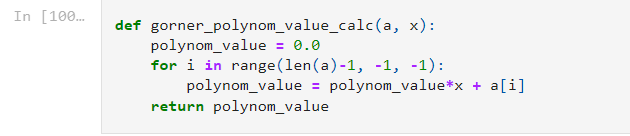 In [100…
def gorner_polynom_value_calc(a, x):
    polynom_value = 0.0
    for i in range(len(a)-1, -1, -1):
        polynom_value = polynom_value*x + a[i]
    return polynom_value